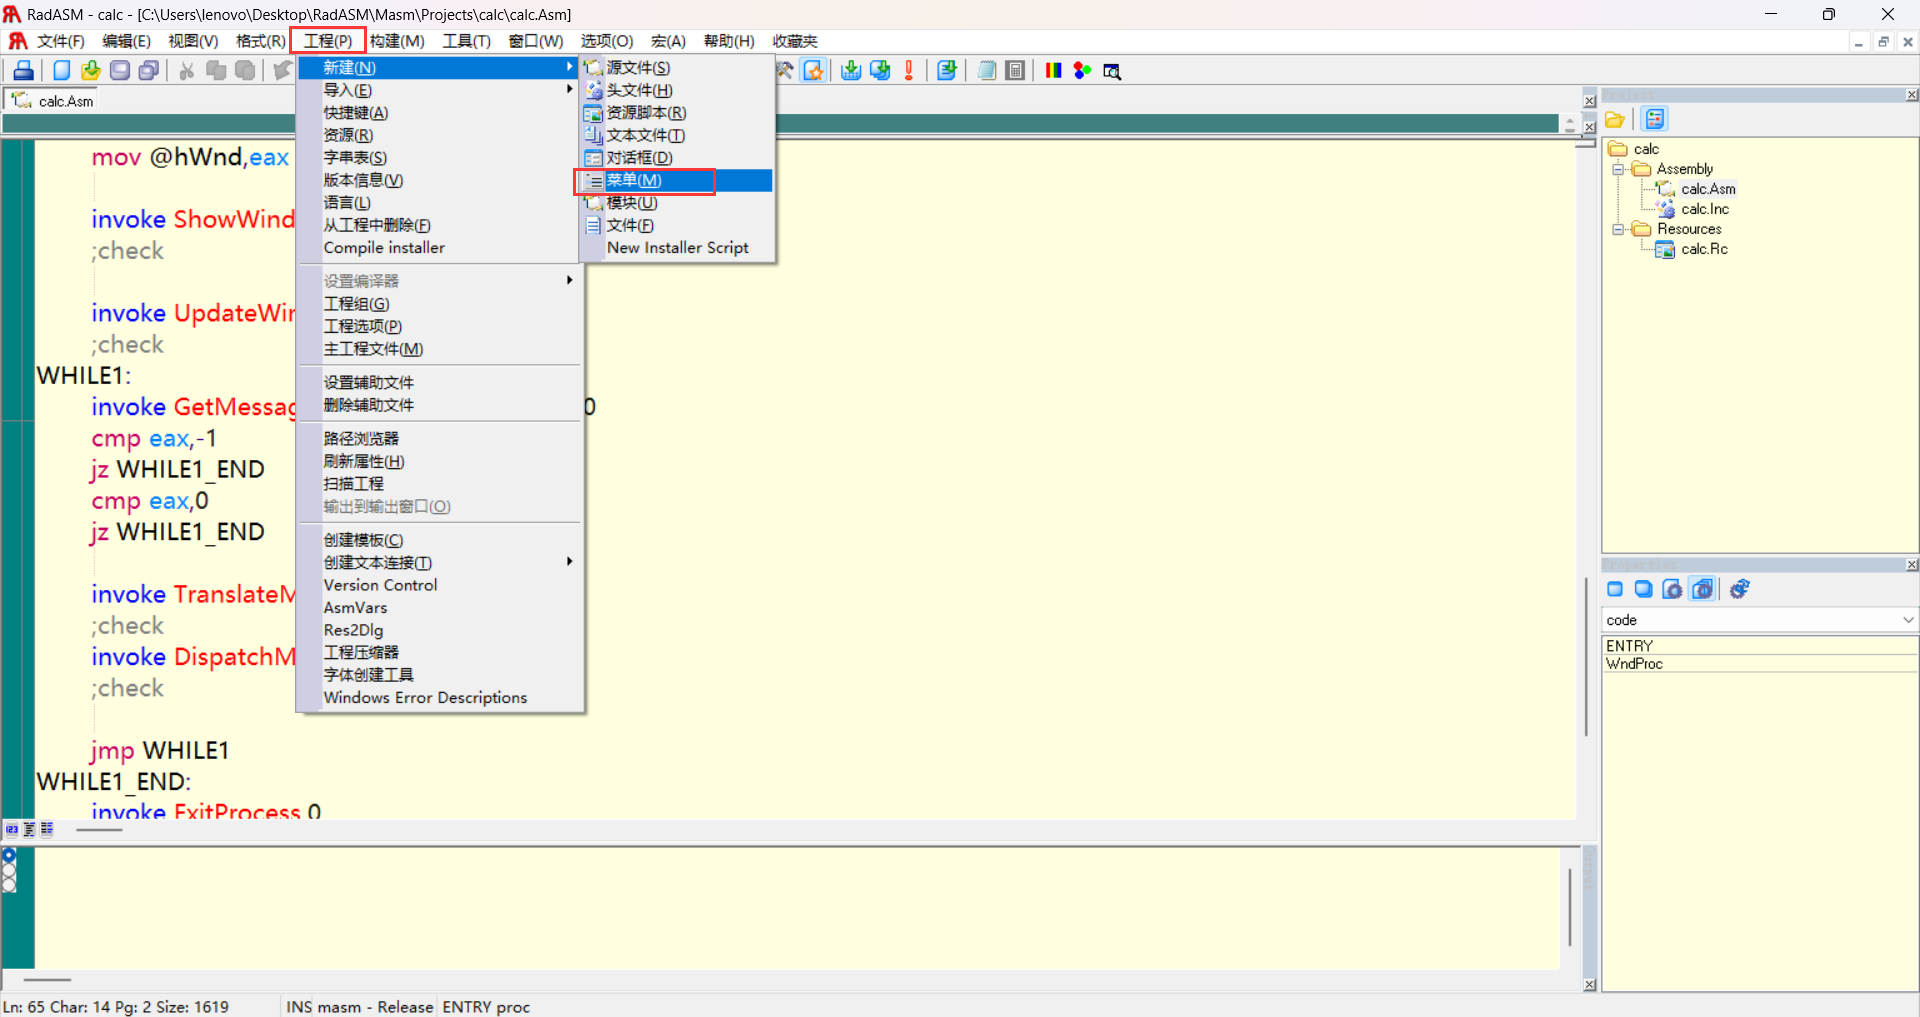 RadASM - calc - [C:\Users\lenovo\Desktop\RadASM\Masm\Projects\calc\calc.Asm]
文件(F) 编辑(E) 视图(V) 格式(R) 工程(P) 构建(M) 工具(T) 窗口(W) 选项(O) 宏(A) 帮助(H) 收藏夹
calc.Asm
mov @hWnd,eax
invoke ShowWind
;check
invoke UpdateWir
;check
WHILE1:
invoke GetMessag
0
cmp eax,-1
jz WHILE1_END
cmp eax,0
jz WHILE1_END
invoke TranslateM
;check
invoke DispatchM
;check
jmp WHILE1
WHILE1_END:
invoke ExitProcess 0
新建(N)
导入(E)
快捷键(A)
资源(R)
字串表(S)
版本信息(V)
语言(L)
从工程中删除(F)
Compile installer
设置编译器
工程组(G)
工程选项(P)
主工程文件(M)
设置辅助文件
删除辅助文件
路径浏览器
刷新属性(H)
扫描工程
输出到输出窗口(O)
创建模板(C)
创建文本连接(T)
Version Control
AsmVars
Res2Dlg
工程压缩器
字体创建工具
Windows Error Descriptions
源文件(S)
头文件(H)
资源脚本(R)
文本文件(T)
对话框(D)
菜单(M)
模块(U)
文件(F)
New Installer Script
Project
calc
Assembly
calc.Asm
calc.Inc
Resources
calc.Rc
Properties
code
ENTRY
WndProc
Output
Ln: 65 Char: 14 Pg: 2 Size: 1619 INS masm - Release ENTRY proc